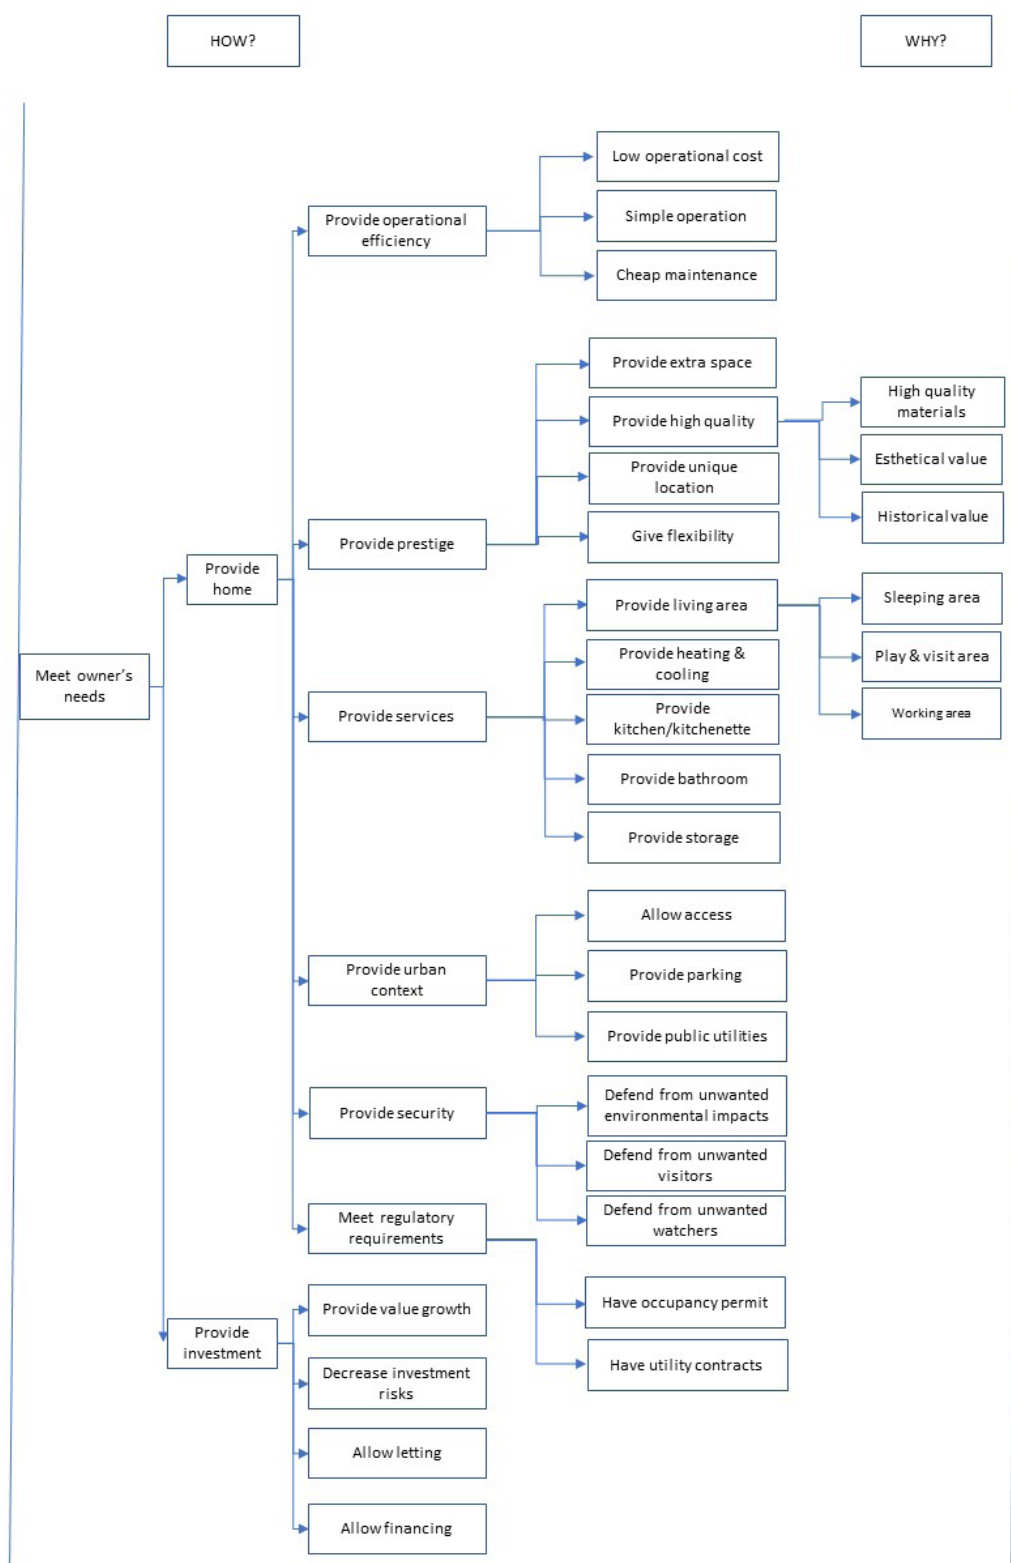 HOW?
WHY?
Low operational cost
Provide operational
efficiency
Simple operation
Cheap maintenance
Provide extra space
High quality
materials
Provide high quality
Esthetical value
Provide unique
location
Historical value
Provide prestige
Give flexibility
Provide
home
Sleeping area
Provide living area
Provide heating &
cooling
Play & visit area
Meet owner's
needs
Provide services
Provide
kitchen/kitchenette
Working area
Provide bathroom
Provide storage
Allow access
Provide urban
context
Provide parking
Provide public utilities
Provide security
Defend from unwanted
environmental impacts
Defend from unwanted
visitors
Defend from unwanted
watchers
Meet regulatory
requirements
Provide value growth
Have occupancy permit
Provide
investment
Have utility contracts
Decrease investment
risks
Allow letting
Allow financing